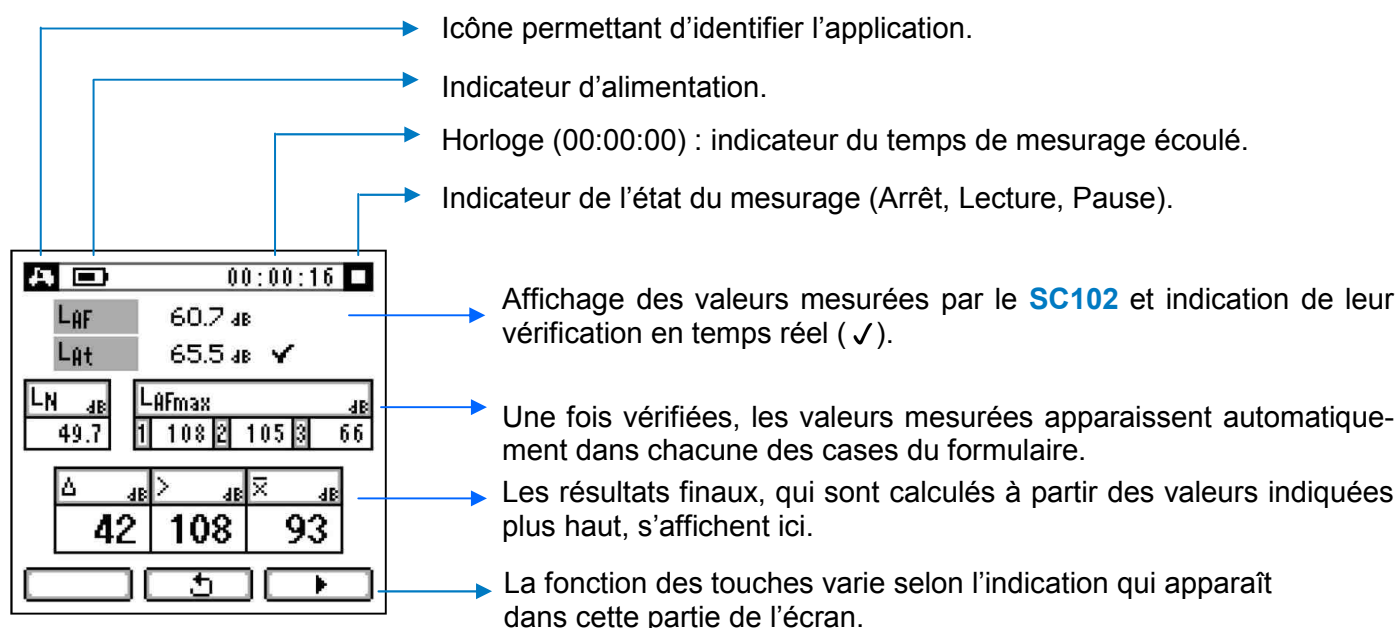 Icône permettant d’identifier l’application.
Indicateur d’alimentation.
Horloge (00:00:00) : indicateur du temps de mesurage écoulé.
Indicateur de l’état du mesurage (Arrêt, Lecture, Pause).
00:00:16
LAF 60.7 dB
LAt 65.5 dB ✓
Affichage des valeurs mesurées par le SC102 et indication de leur
vérification en temps réel (✓).
LN dB LAFmax dB
49.7 1 108 2 105 3 66
Une fois vérifiées, les valeurs mesurées apparaissent automatique-
ment dans chacune des cases du formulaire.
Δ dB > dB x̅ dB
42 108 93
Les résultats finaux, qui sont calculés à partir des valeurs indiquées
plus haut, s’affichent ici.
La fonction des touches varie selon l’indication qui apparaît
dans cette partie de l’écran.